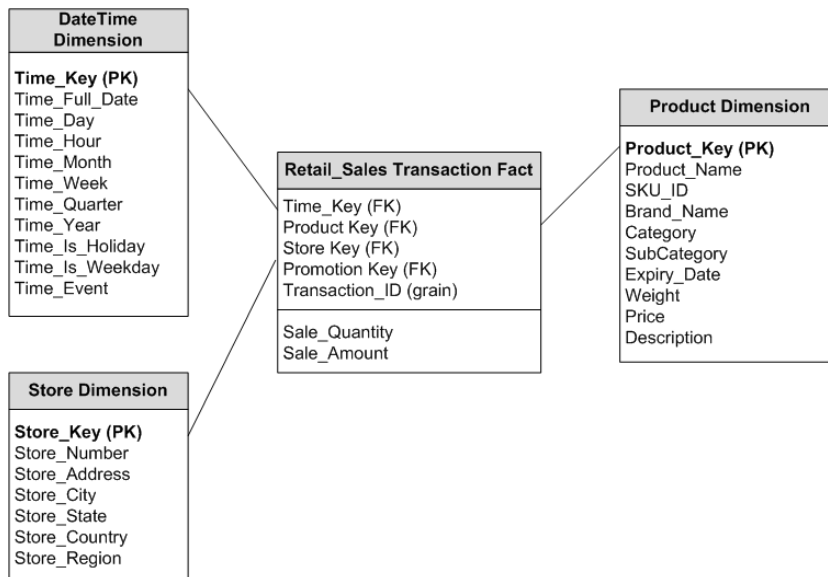 DateTime
Dimension
Time_Key (PK)
Time_Full_Date
Time_Day
Time_Hour
Time_Month
Time_Week
Time_Quarter
Time_Year
Time_Is_Holiday
Time_Is_Weekday
Time_Event
Store Dimension
Store_Key (PK)
Store_Number
Store_Address
Store_City
Store_State
Store_Country
Store_Region
Retail_Sales Transaction Fact
Time_Key (FK)
Product Key (FK)
Store Key (FK)
Promotion Key (FK)
Transaction_ID (grain)
Sale_Quantity
Sale_Amount
Product Dimension
Product_Key (PK)
Product_Name
SKU_ID
Brand_Name
Category
SubCategory
Expiry_Date
Weight
Price
Description